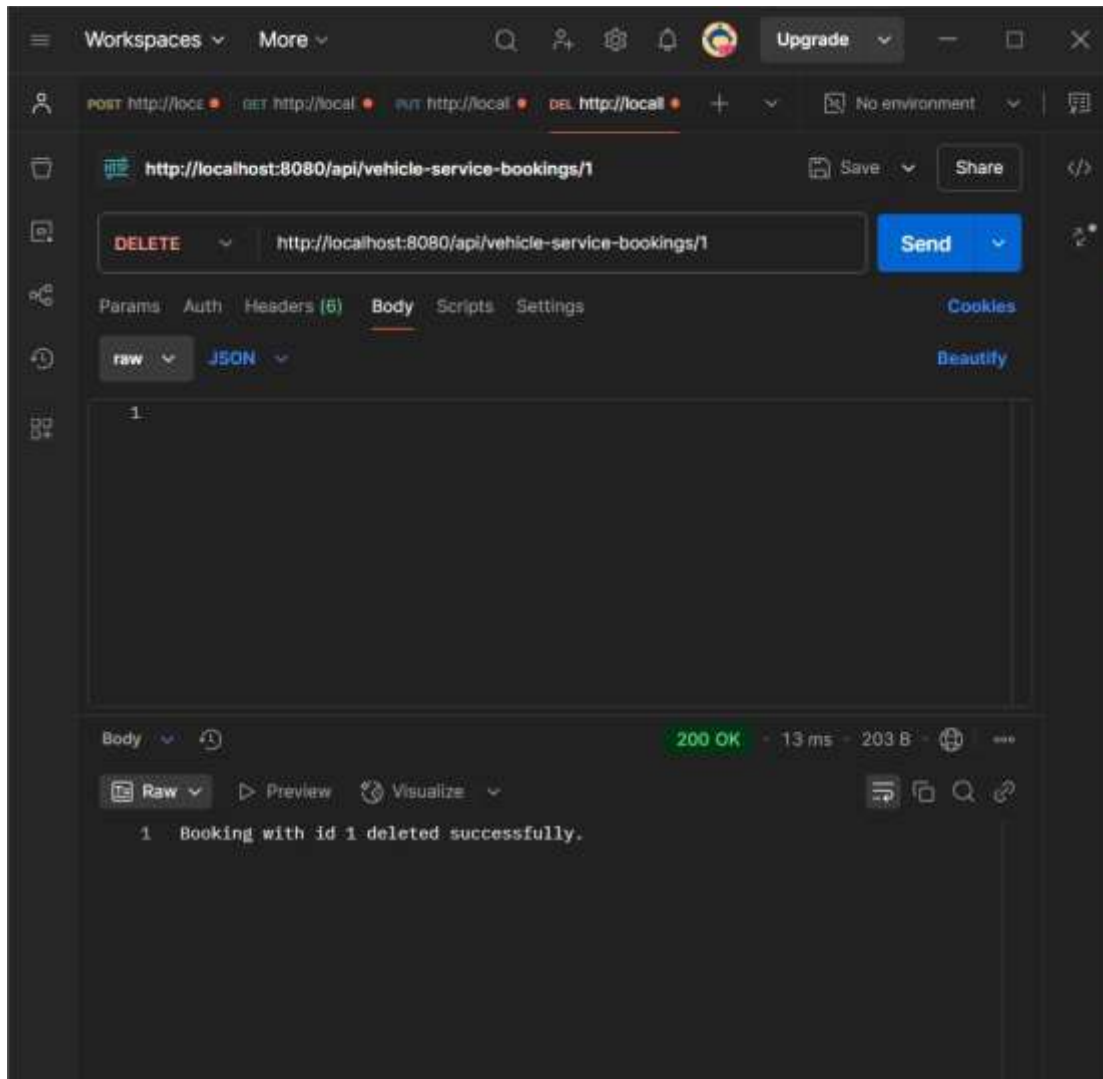 Workspaces More Upgrade
POST http://loca GET http://local PUT http://local DEL http://locall No environment
http://localhost:8080/api/vehicle-service-bookings/1 Save Share
DELETE http://localhost:8080/api/vehicle-service-bookings/1 Send
Params Auth Headers (6) Body Scripts Settings Cookies
raw JSON Beautify
1
Body 200 OK 13 ms 203 B
Raw Preview Visualize
1 Booking with id 1 deleted successfully.